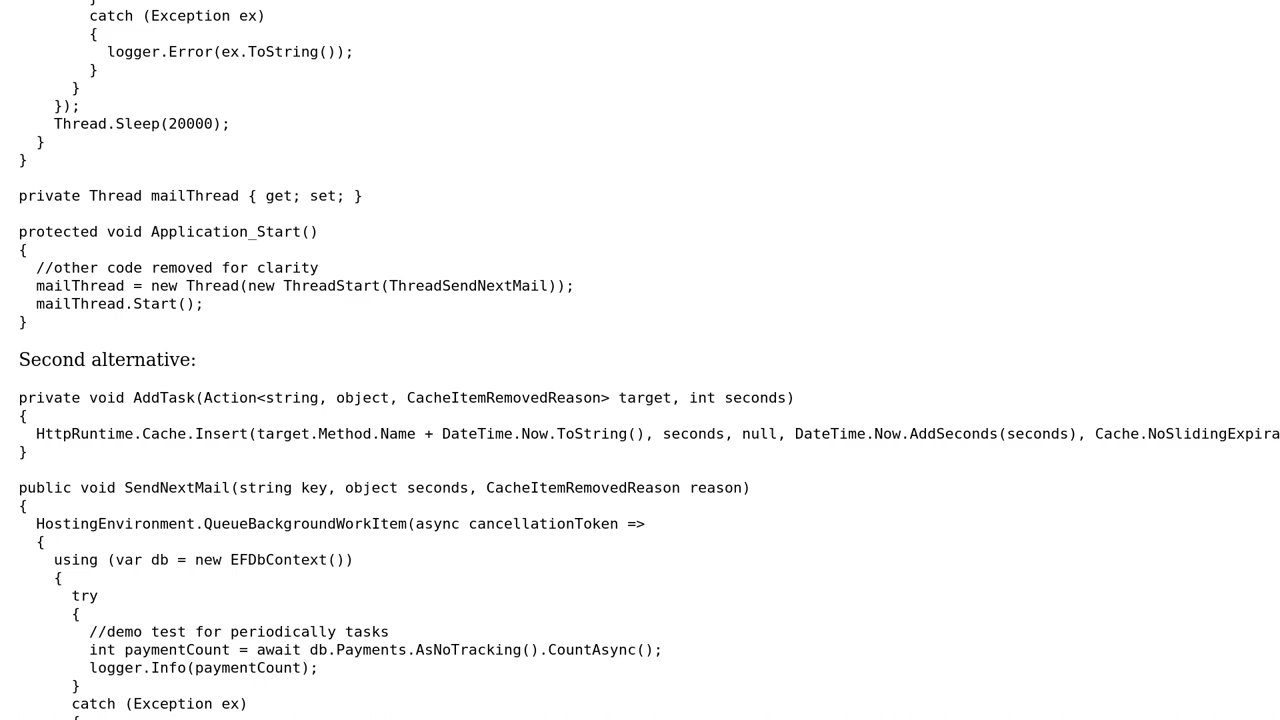 }
catch (Exception ex)
{
logger.Error(ex.ToString());
}
}
});
Thread.Sleep(20000);
}
}
private Thread mailThread { get; set; }
protected void Application_Start()
{
//other code removed for clarity
mailThread = new Thread(new ThreadStart(ThreadSendNextMail));
mailThread.Start();
}
Second alternative:
private void AddTask(Action<string, object, CacheItemRemovedReason> target, int seconds)
{
HttpRuntime.Cache.Insert(target.Method.Name + DateTime.Now.ToString(), seconds, null, DateTime.Now.AddSeconds(seconds), Cache.NoSlidingExpira
}
public void SendNextMail(string key, object seconds, CacheItemRemovedReason reason)
{
HostingEnvironment.QueueBackgroundWorkItem(async cancellationToken =>
{
using (var db = new EFDbContext())
{
try
{
//demo test for periodically tasks
int paymentCount = await db.Payments.AsNoTracking().CountAsync();
logger.Info(paymentCount);
}
catch (Exception ex)
{